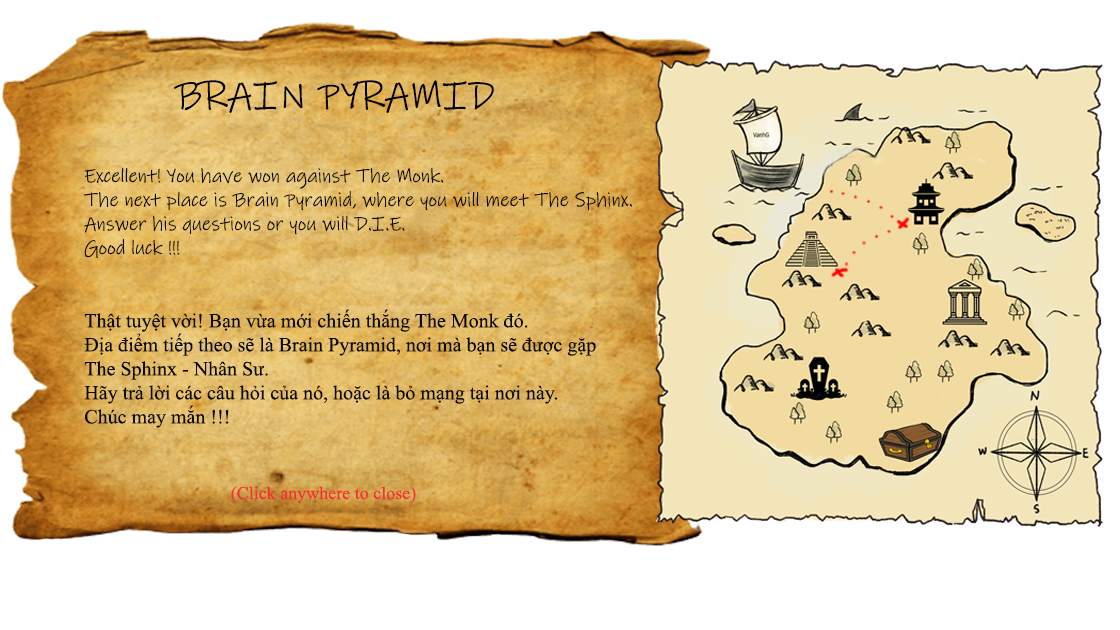 BRAIN PYRAMID
Excellent! You have won against The Monk.
The next place is Brain Pyramid, where you will meet The Sphinx.
Answer his questions or you will D.I.E.
Good luck !!!
Thật tuyệt vời! Bạn vừa mới chiến thắng The Monk đó.
Địa điểm tiếp theo sẽ là Brain Pyramid, nơi mà bạn sẽ được gặp
The Sphinx - Nhân Sư.
Hãy trả lời các câu hỏi của nó, hoặc là bỏ mạng tại nơi này.
Chúc may mắn !!!
(Click anywhere to close)
VanhG
N
W
E
S